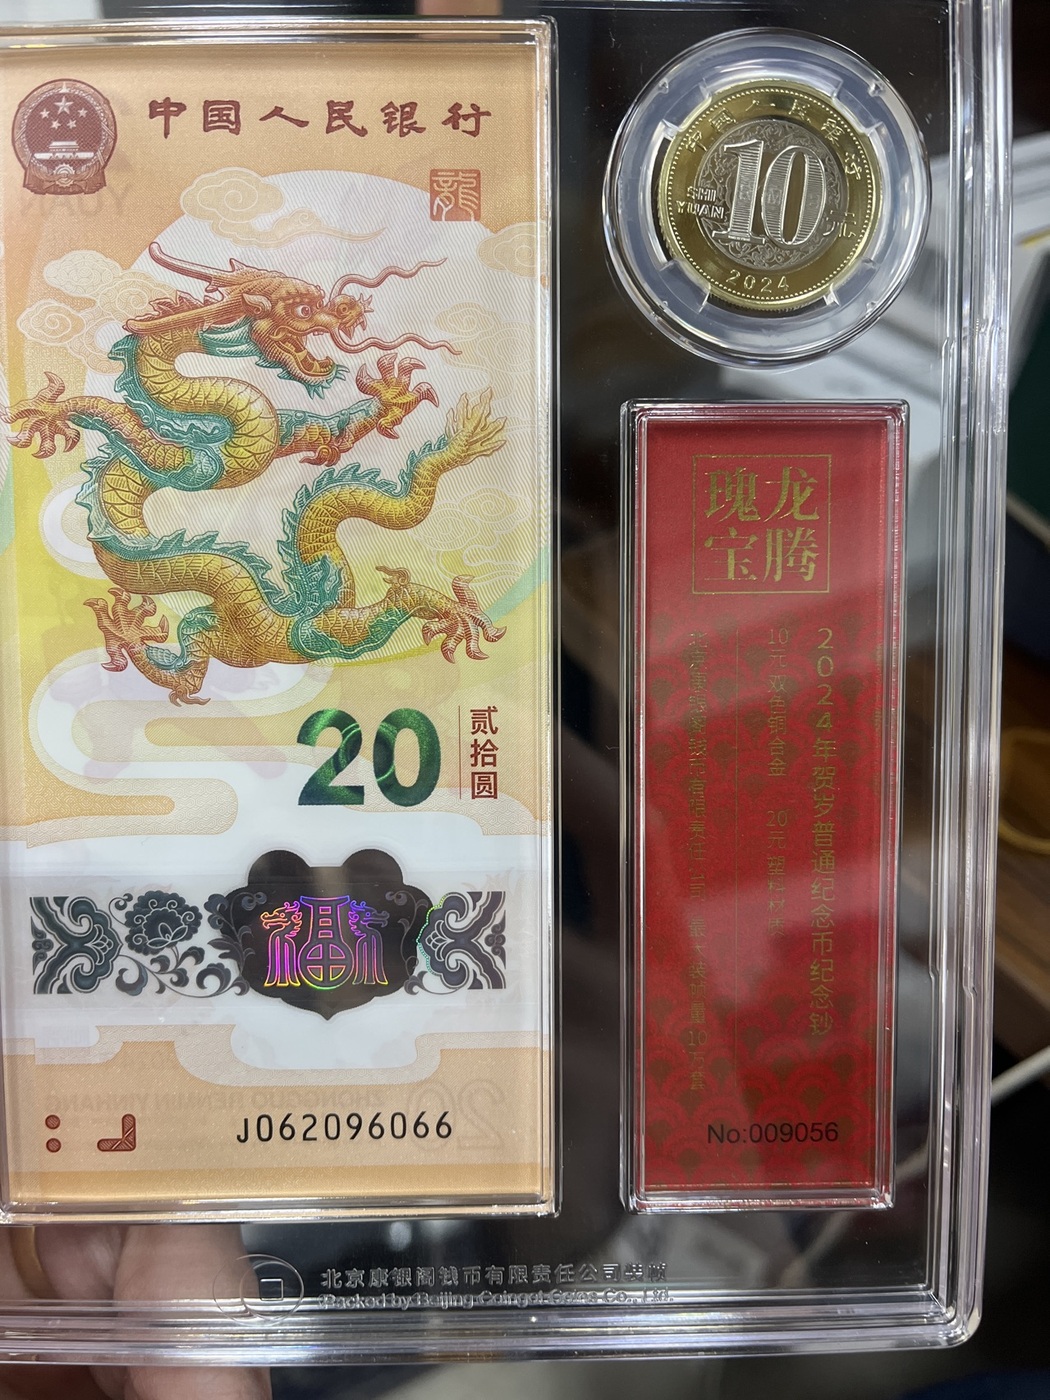 中国人民银行
龍
20
贰拾圆
福
J062096066
中国人民银行
10
SHI
YUAN
元
2024
龙腾
瑰宝
2024年贺岁普通纪念币纪念钞
10元 双色铜合金 20元 塑料材质
No:009056
北京康银阁钱币有限责任公司装帧
Packed by Beijing Coinget Coins Co., Ltd.